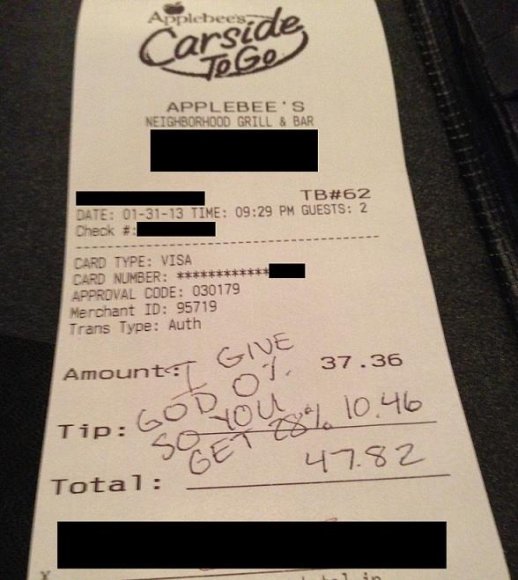 Applebee's
Carside
To Go
APPLEBEE'S
NEIGHBORHOOD GRILL & BAR
TB#62
DATE: 01-31-13 TIME: 09:29 PM GUESTS: 2
Check #:
CARD TYPE: VISA
CARD NUMBER: ************
APPROVAL CODE: 030179
Merchant ID: 95719
Trans Type: Auth
Amount: 37.36
I GIVE
GOD 0%
SO YOU
GET 28%
Tip: 10.46
Total: 47.82
X